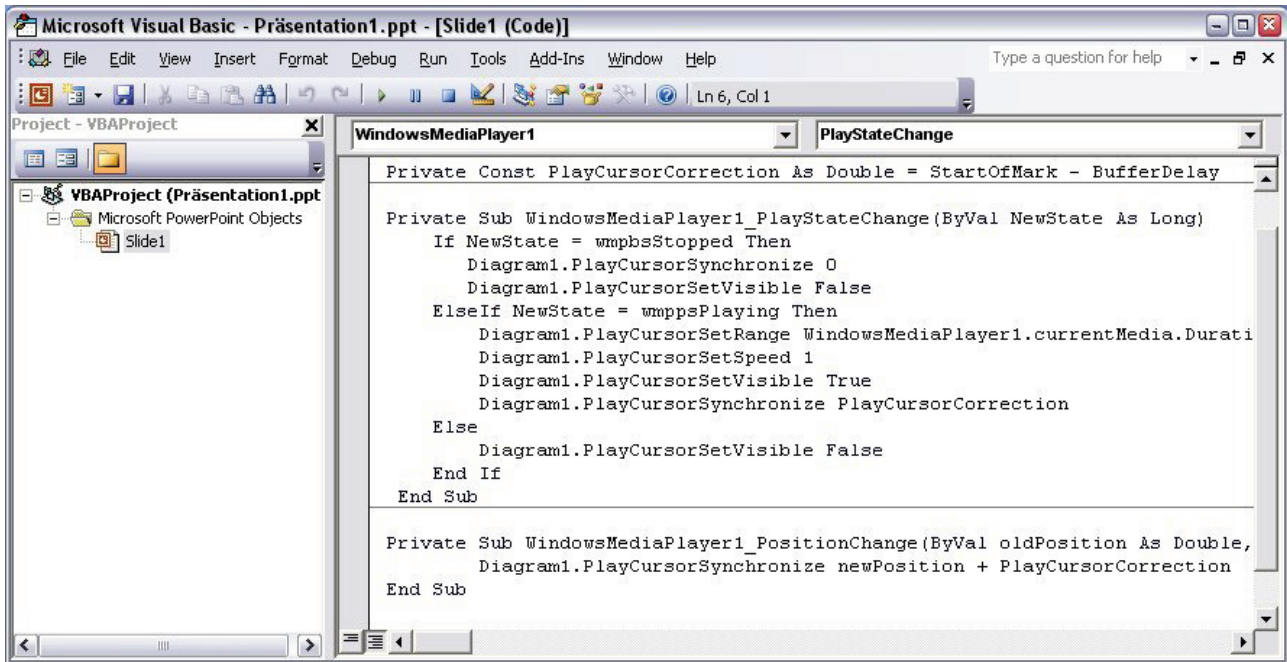 Microsoft Visual Basic - Präsentation1.ppt - [Slide1 (Code)]
File Edit View Insert Format Debug Run Tools Add-Ins Window Help Type a question for help
Ln 6, Col 1
Project - VBAProject
WindowsMediaPlayer1 PlayStateChange
VBAProject (Präsentation1.ppt
Microsoft PowerPoint Objects
Slide1
Private Const PlayCursorCorrection As Double = StartOfMark - BufferDelay
Private Sub WindowsMediaPlayer1_PlayStateChange(ByVal NewState As Long)
If NewState = wmpbsStopped Then
Diagram1.PlayCursorSynchronize 0
Diagram1.PlayCursorSetVisible False
ElseIf NewState = wmppsPlaying Then
Diagram1.PlayCursorSetRange WindowsMediaPlayer1.currentMedia.Durati
Diagram1.PlayCursorSetSpeed 1
Diagram1.PlayCursorSetVisible True
Diagram1.PlayCursorSynchronize PlayCursorCorrection
Else
Diagram1.PlayCursorSetVisible False
End If
End Sub
Private Sub WindowsMediaPlayer1_PositionChange(ByVal oldPosition As Double,
Diagram1.PlayCursorSynchronize newPosition + PlayCursorCorrection
End Sub